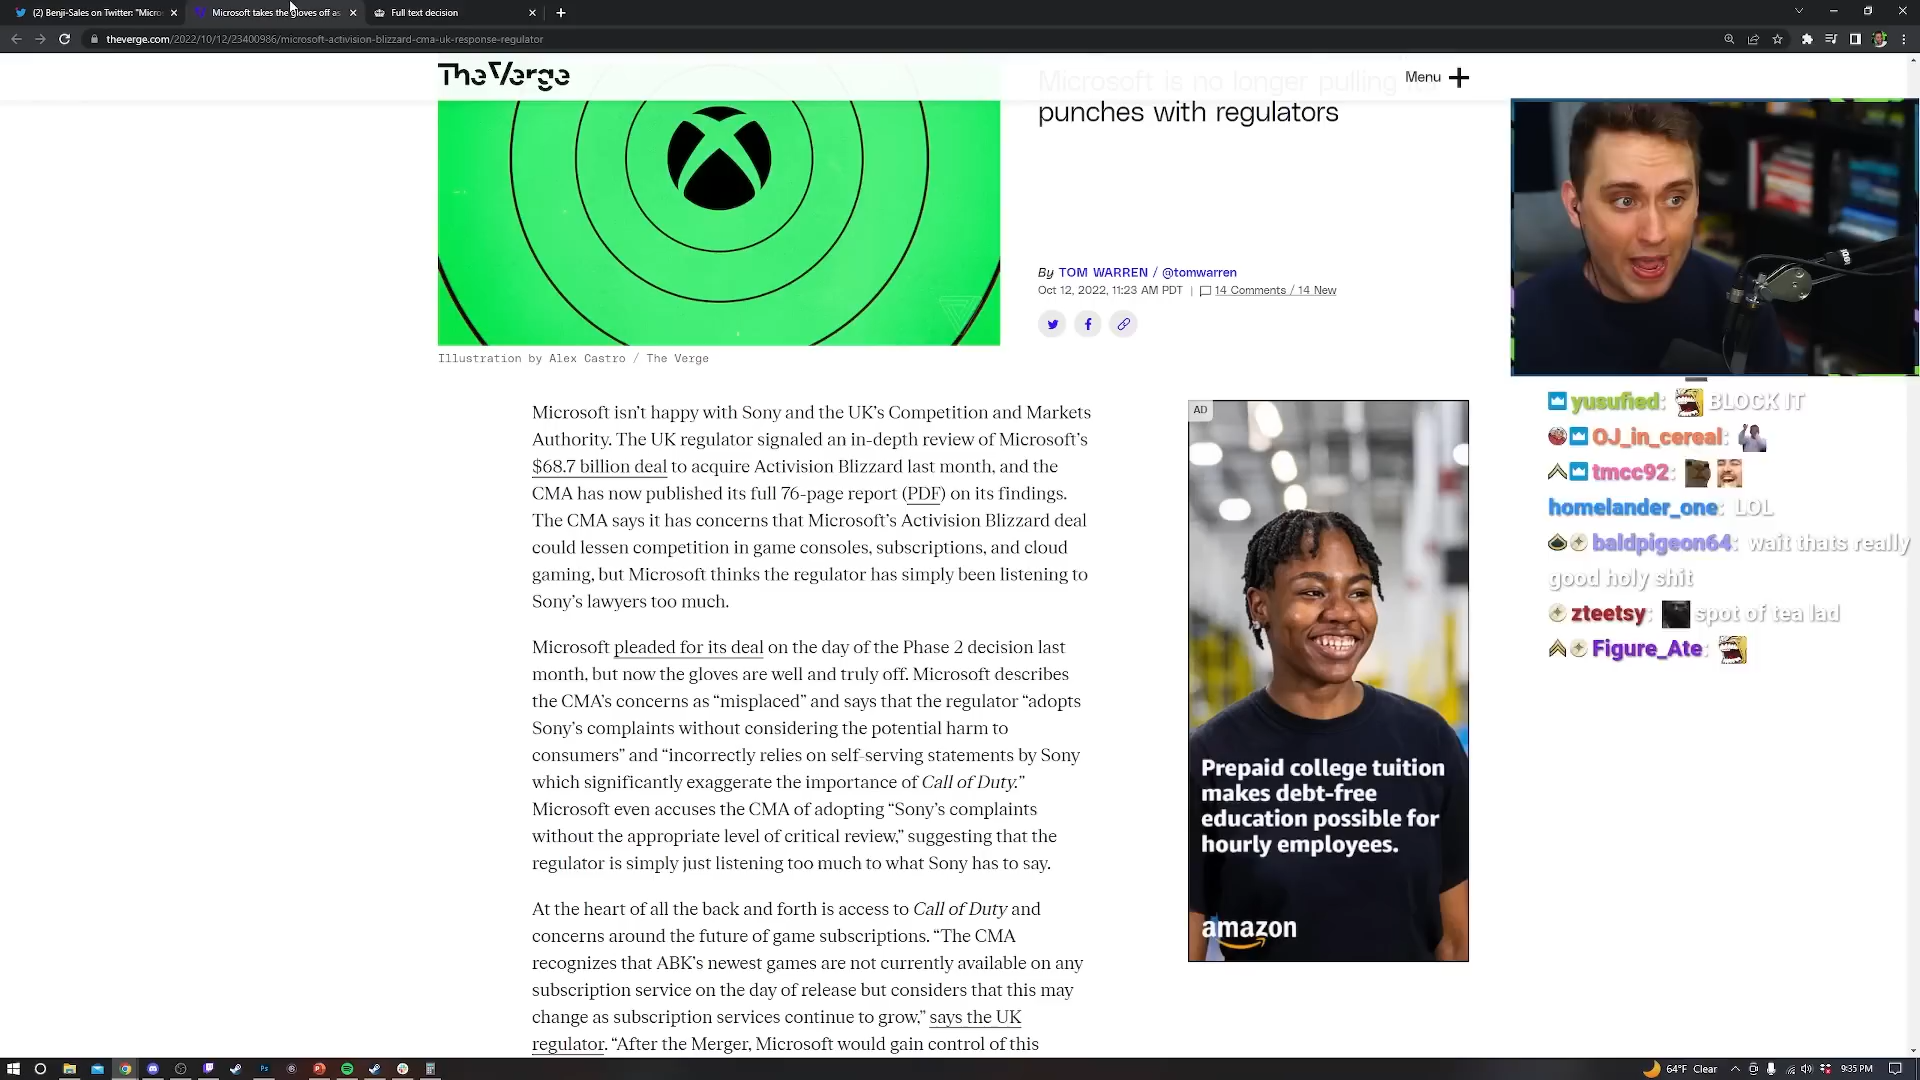 (2) Benji-Sales on Twitter: "Micro
Microsoft takes the gloves off as
Full text decision
theverge.com/2022/10/12/23400986/microsoft-activision-blizzard-cma-uk-response-regulator
The Verge
Menu
Microsoft is no longer pulling its
punches with regulators
By TOM WARREN / @tomwarren
Oct 12, 2022, 11:23 AM PDT | 14 Comments / 14 New
Illustration by Alex Castro / The Verge
Microsoft isn’t happy with Sony and the UK’s Competition and Markets
Authority. The UK regulator signaled an in-depth review of Microsoft’s
$68.7 billion deal to acquire Activision Blizzard last month, and the
CMA has now published its full 76-page report (PDF) on its findings.
The CMA says it has concerns that Microsoft’s Activision Blizzard deal
could lessen competition in game consoles, subscriptions, and cloud
gaming, but Microsoft thinks the regulator has simply been listening to
Sony’s lawyers too much.
Microsoft pleaded for its deal on the day of the Phase 2 decision last
month, but now the gloves are well and truly off. Microsoft describes
the CMA’s concerns as “misplaced” and says that the regulator “adopts
Sony’s complaints without considering the potential harm to
consumers” and “incorrectly relies on self-serving statements by Sony
which significantly exaggerate the importance of Call of Duty.”
Microsoft even accuses the CMA of adopting “Sony’s complaints
without the appropriate level of critical review,” suggesting that the
regulator is simply just listening too much to what Sony has to say.
At the heart of all the back and forth is access to Call of Duty and
concerns around the future of game subscriptions. “The CMA
recognizes that ABK’s newest games are not currently available on any
subscription service on the day of release but considers that this may
change as subscription services continue to grow,” says the UK
regulator. “After the Merger, Microsoft would gain control of this
AD
Prepaid college tuition
makes debt-free
education possible for
hourly employees.
amazon
yusufied: BLOCK IT
OJ_in_cereal:
tmcc92:
homelander_one: LOL
baldpigeon64: wait thats really
good holy shit
zteetsy: spot of tea lad
Figure_Ate:
64°F Clear
9:35 PM